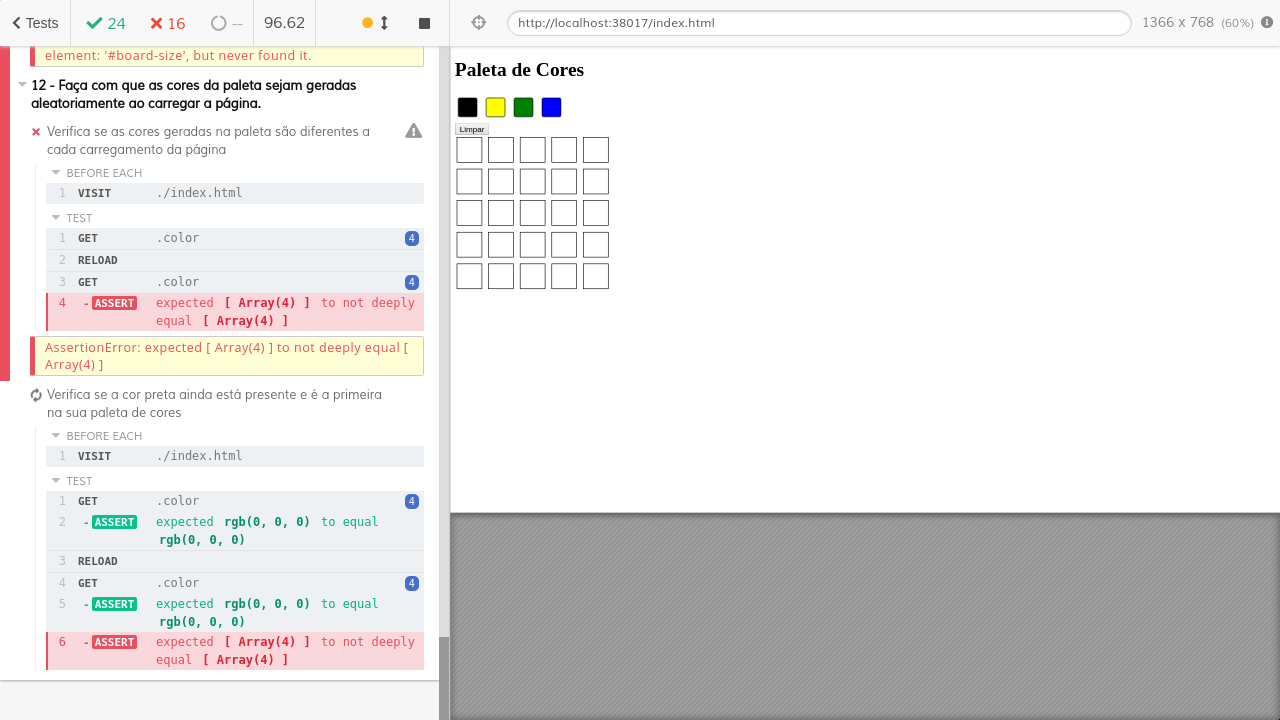 Tests
24
16
--
96.62
http://localhost:38017/index.html
1366 x 768 (60%)
element: '#board-size', but never found it.
12 - Faça com que as cores da paleta sejam geradas
aleatoriamente ao carregar a página.
Verifica se as cores geradas na paleta são diferentes a
cada carregamento da página
BEFORE EACH
1 VISIT ./index.html
TEST
1 GET .color 4
2 RELOAD
3 GET .color 4
4 -ASSERT expected [ Array(4) ] to not deeply
equal [ Array(4) ]
AssertionError: expected [ Array(4) ] to not deeply equal [
Array(4) ]
Verifica se a cor preta ainda está presente e é a primeira
na sua paleta de cores
BEFORE EACH
1 VISIT ./index.html
TEST
1 GET .color 4
2 -ASSERT expected rgb(0, 0, 0) to equal
rgb(0, 0, 0)
3 RELOAD
4 GET .color 4
5 -ASSERT expected rgb(0, 0, 0) to equal
rgb(0, 0, 0)
6 -ASSERT expected [ Array(4) ] to not deeply
equal [ Array(4) ]
Paleta de Cores
Limpar